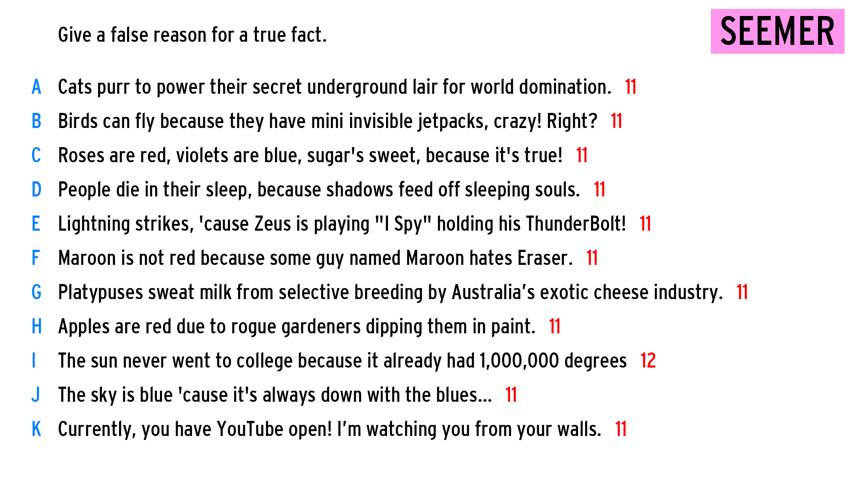 Give a false reason for a true fact.
SEEMER
A Cats purr to power their secret underground lair for world domination. 11
B Birds can fly because they have mini invisible jetpacks, crazy! Right? 11
C Roses are red, violets are blue, sugar's sweet, because it's true! 11
D People die in their sleep, because shadows feed off sleeping souls. 11
E Lightning strikes, 'cause Zeus is playing "I Spy" holding his ThunderBolt! 11
F Maroon is not red because some guy named Maroon hates Eraser. 11
G Platypuses sweat milk from selective breeding by Australia’s exotic cheese industry. 11
H Apples are red due to rogue gardeners dipping them in paint. 11
I The sun never went to college because it already had 1,000,000 degrees 12
J The sky is blue 'cause it's always down with the blues... 11
K Currently, you have YouTube open! I’m watching you from your walls. 11